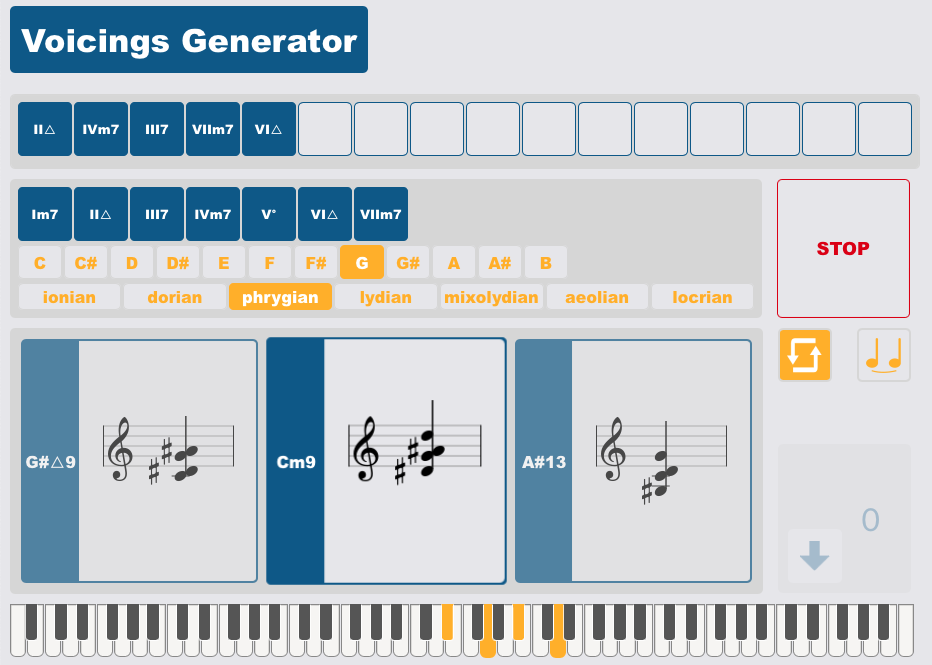 Voicings Generator
II△ IVm7 III7 VIIm7 VI△
Im7 II△ III7 IVm7 V° VI△ VIIm7
C C# D D# E F F# G G# A A# B
STOP
ionian dorian phrygian lydian mixolydian aeolian locrian
G#△9 Cm9 A#13
0